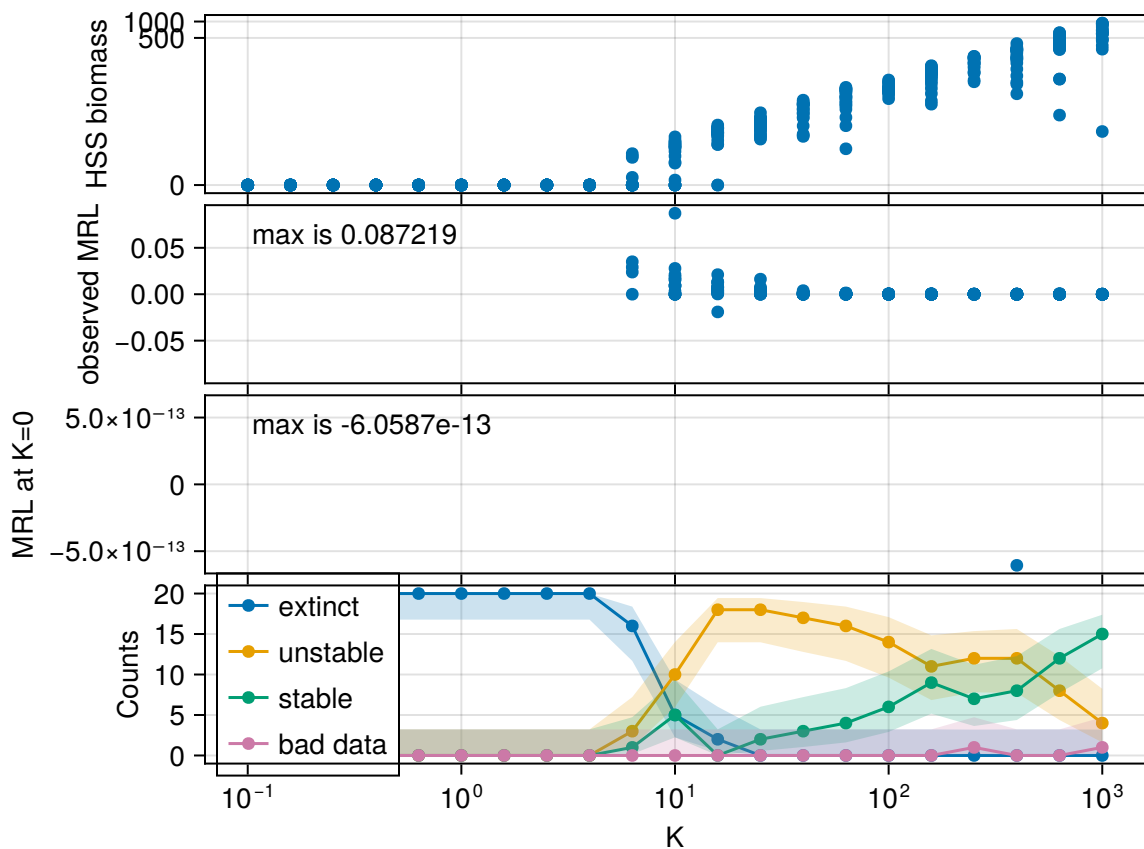 HSS biomass
1000
500
0
observed MRL
max is 0.087219
0.05
0.00
−0.05
MRL at K=0
max is -6.0587e-13
5.0×10⁻¹³
0
−5.0×10⁻¹³
Counts
20
15
10
5
0
extinct
unstable
stable
bad data
10⁻¹ 10⁰ 10¹ 10² 10³
K